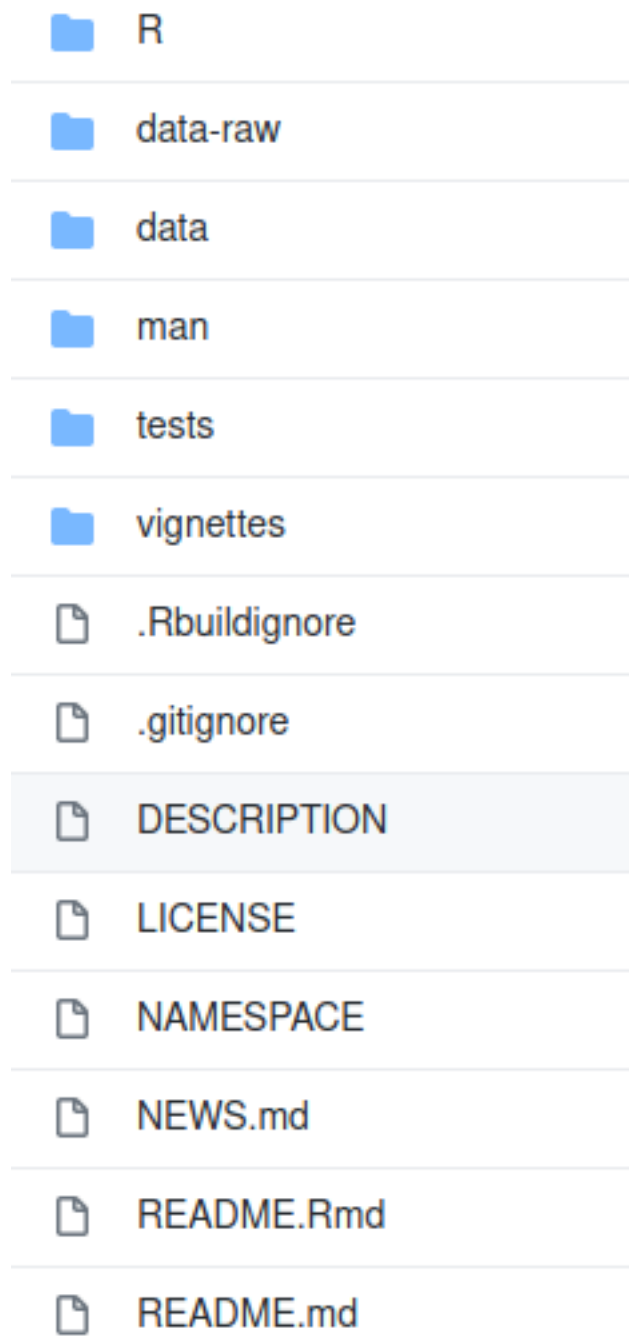 R
data-raw
data
man
tests
vignettes
.Rbuildignore
.gitignore
DESCRIPTION
LICENSE
NAMESPACE
NEWS.md
README.Rmd
README.md